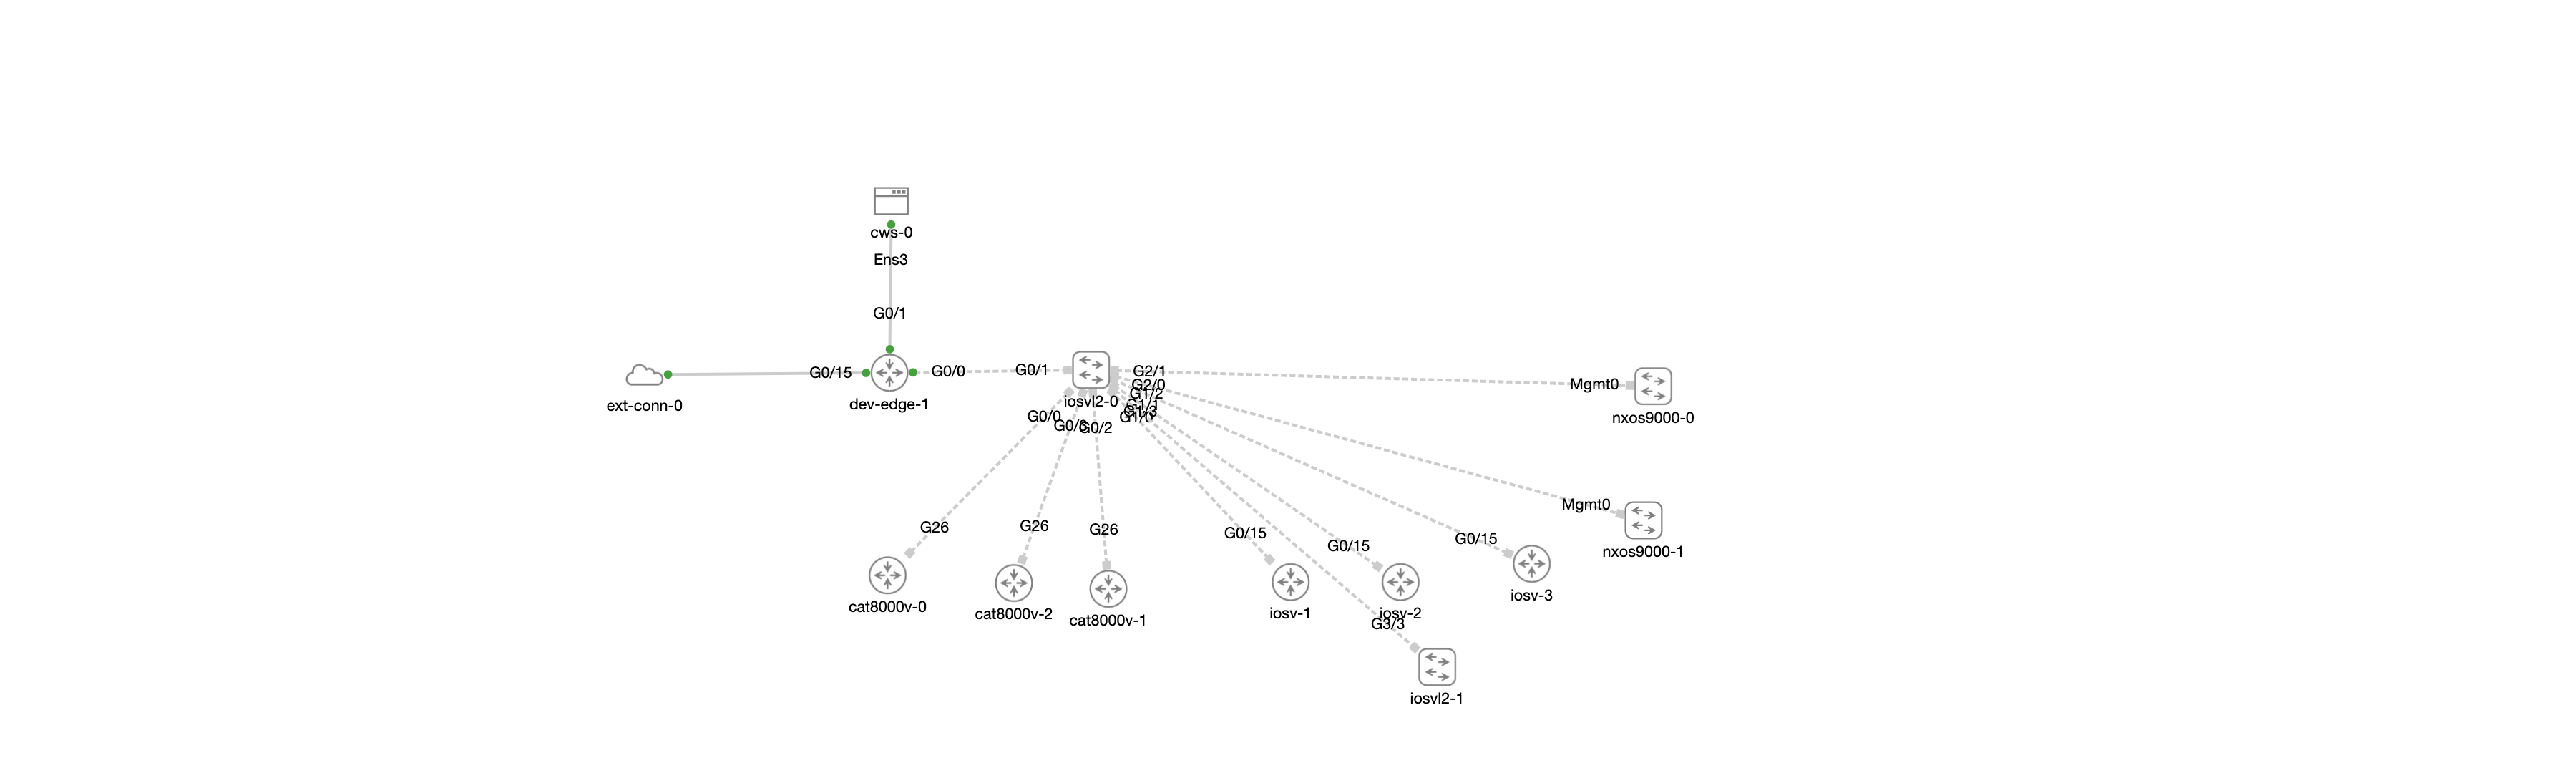 cws-0
Ens3
G0/1
ext-conn-0
G0/15
dev-edge-1
G0/0
G0/1
iosvl2-0
G2/1
G2/0
G1/2
G1/1
G1/3
G1/0
G0/0
G0/3
G0/2
Mgmt0
nxos9000-0
Mgmt0
nxos9000-1
G26
cat8000v-0
G26
cat8000v-2
G26
cat8000v-1
G0/15
iosv-1
G0/15
iosv-2
G0/15
iosv-3
G3/3
iosvl2-1